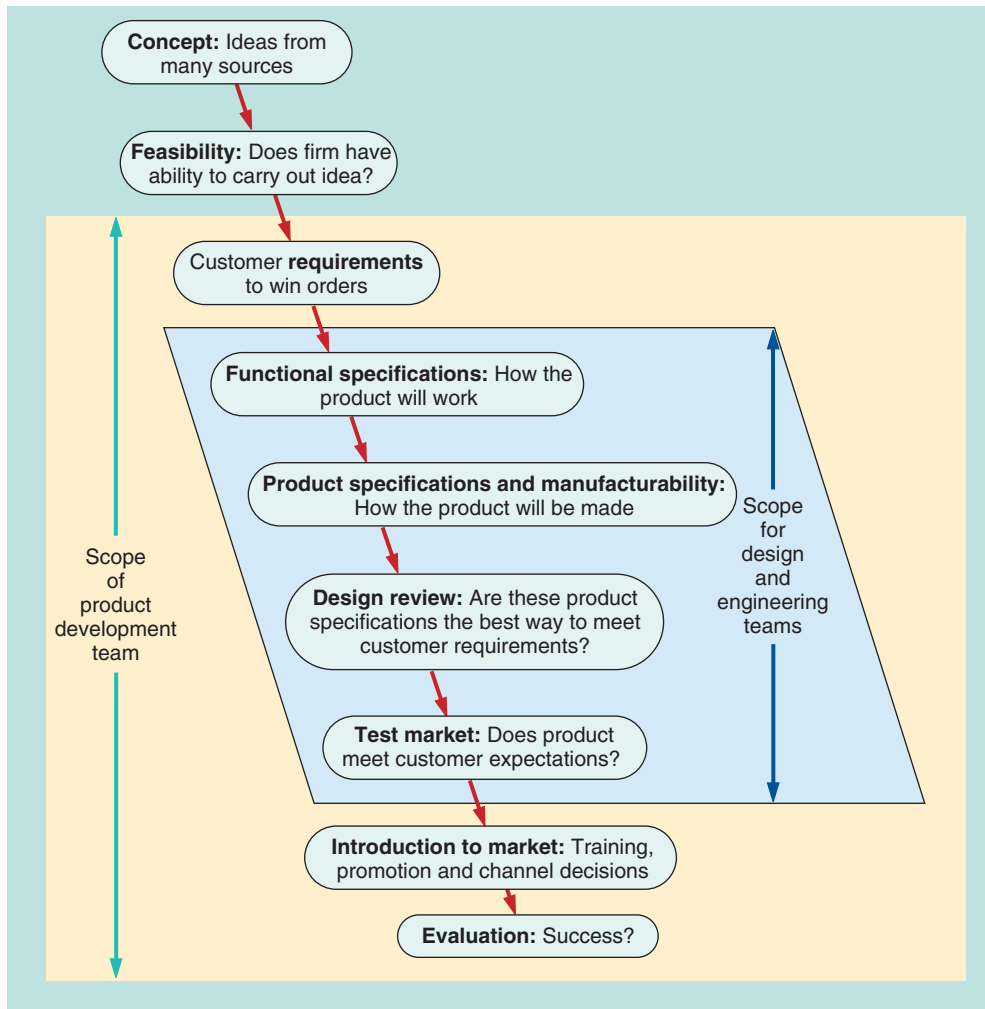 Concept: Ideas from
many sources
Feasibility: Does firm have
ability to carry out idea?
Customer requirements
to win orders
Functional specifications: How the
product will work
Product specifications and manufacturability:
How the product will be made
Design review: Are these product
specifications the best way to meet
customer requirements?
Test market: Does product
meet customer expectations?
Introduction to market: Training,
promotion and channel decisions
Evaluation: Success?
Scope
of
product
development
team
Scope
for
design
and
engineering
teams